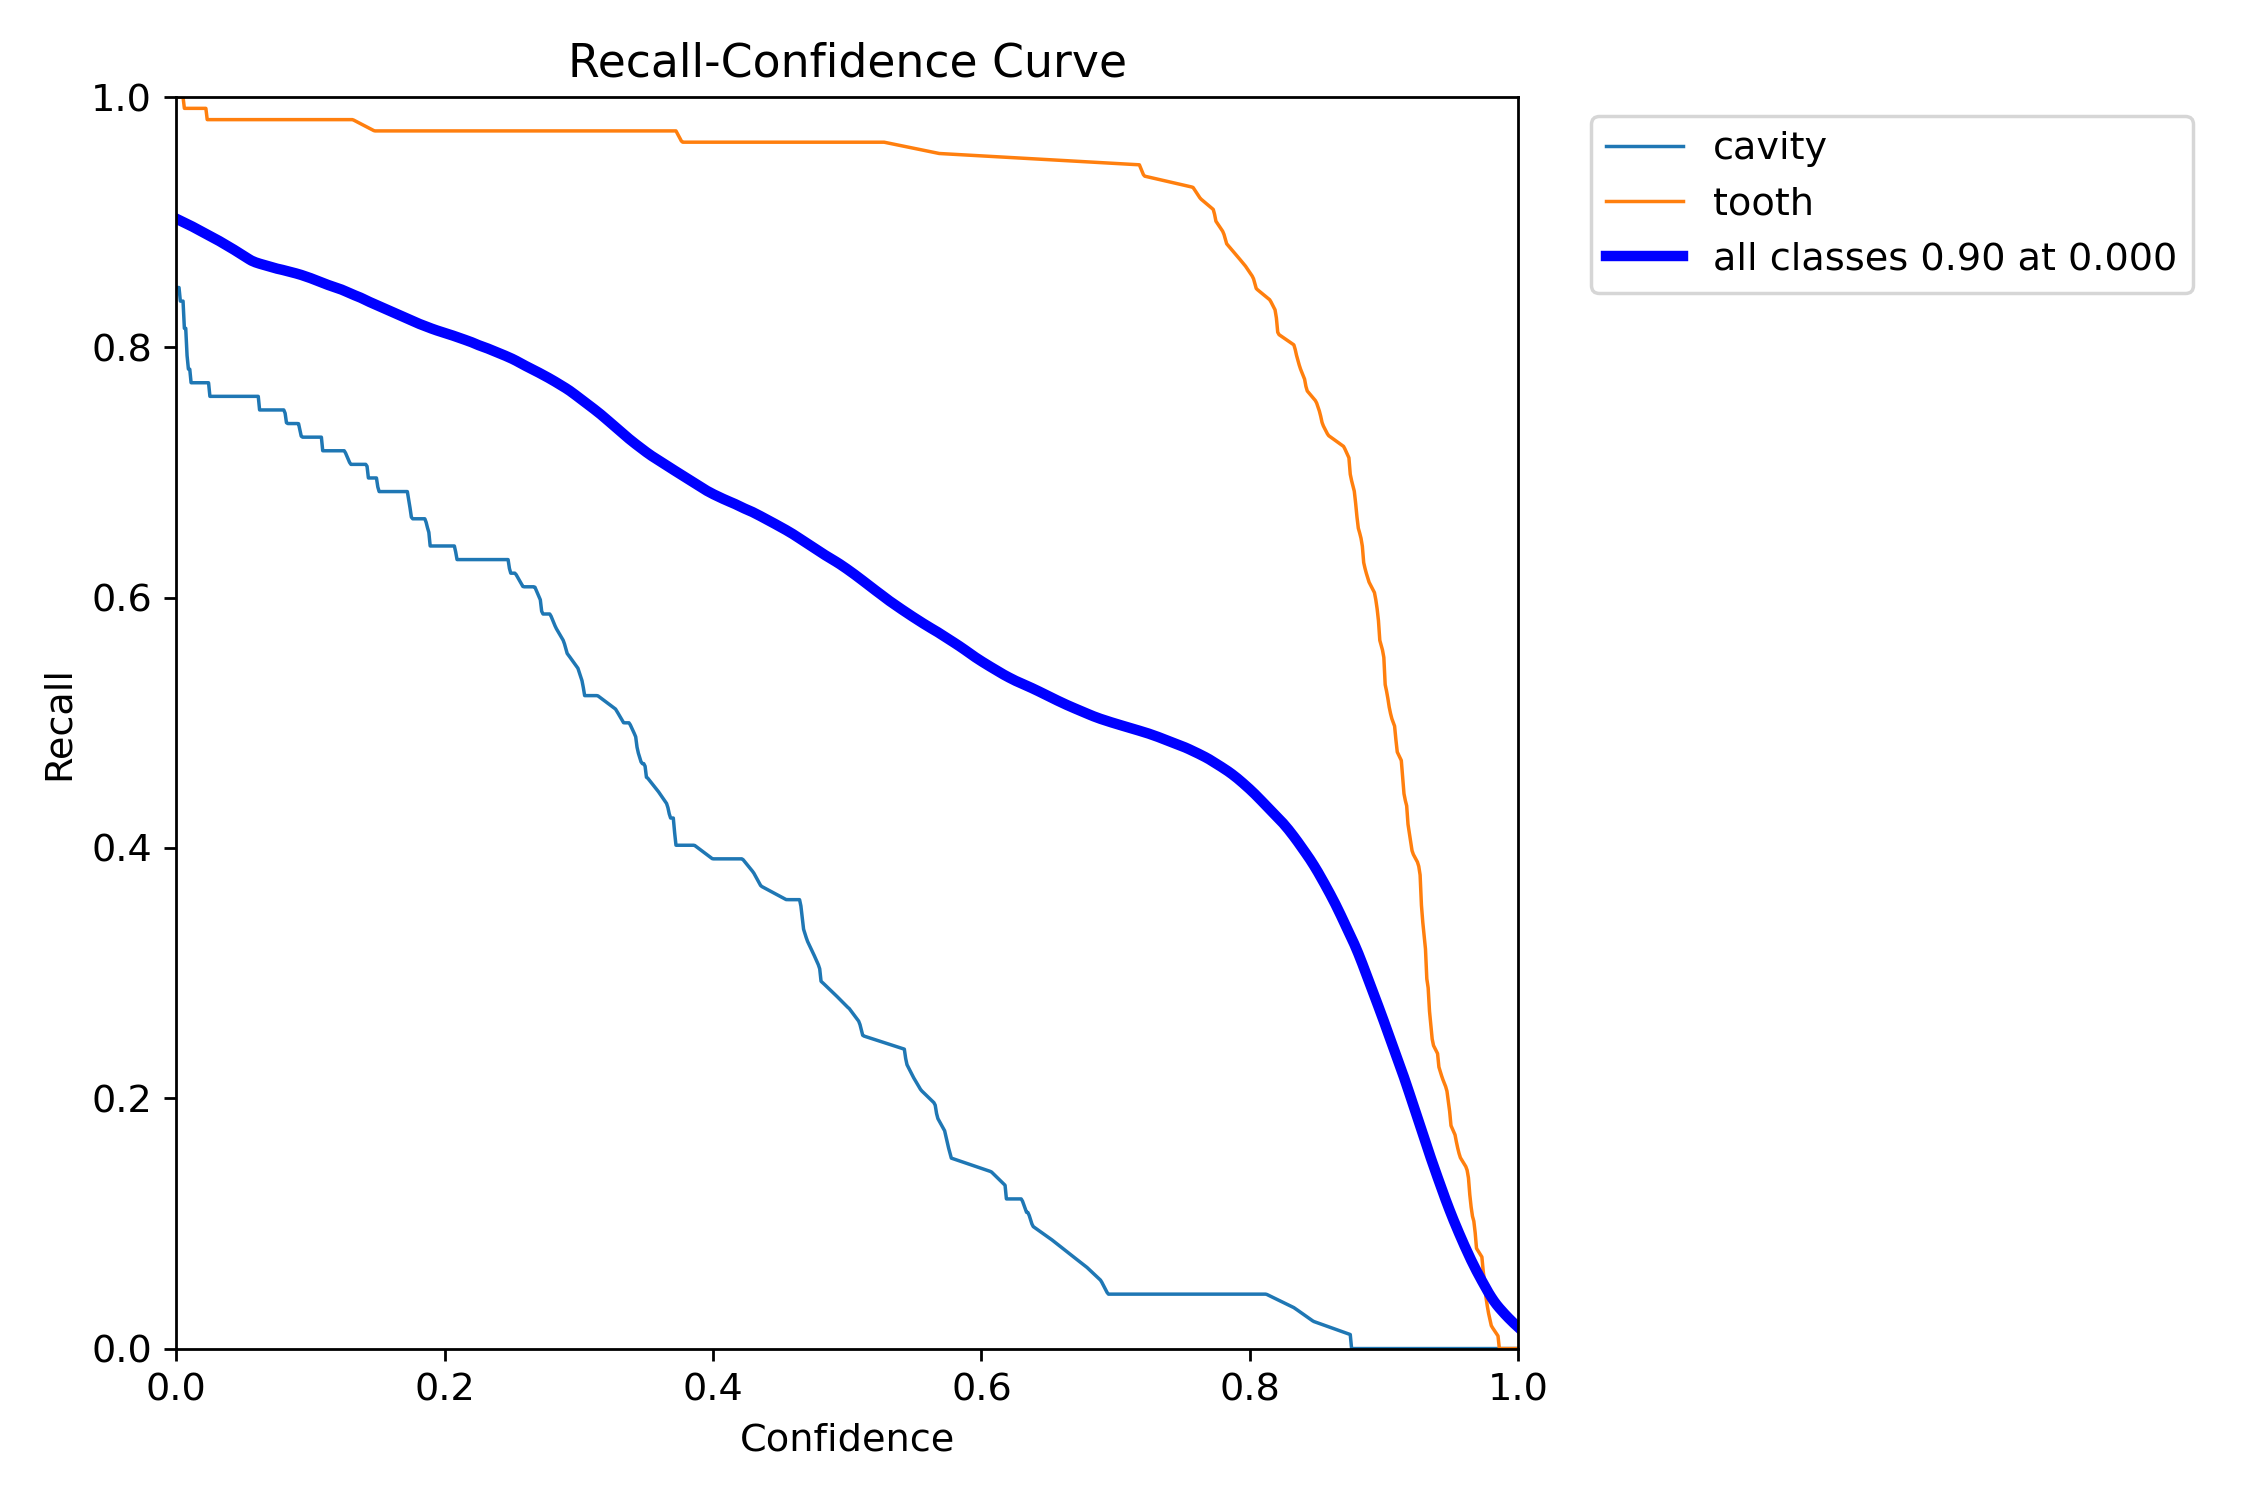 Recall-Confidence Curve
1.0
0.8
0.6
0.4
0.2
0.0
Recall
0.0 0.2 0.4 0.6 0.8 1.0
Confidence
cavity
tooth
all classes 0.90 at 0.000